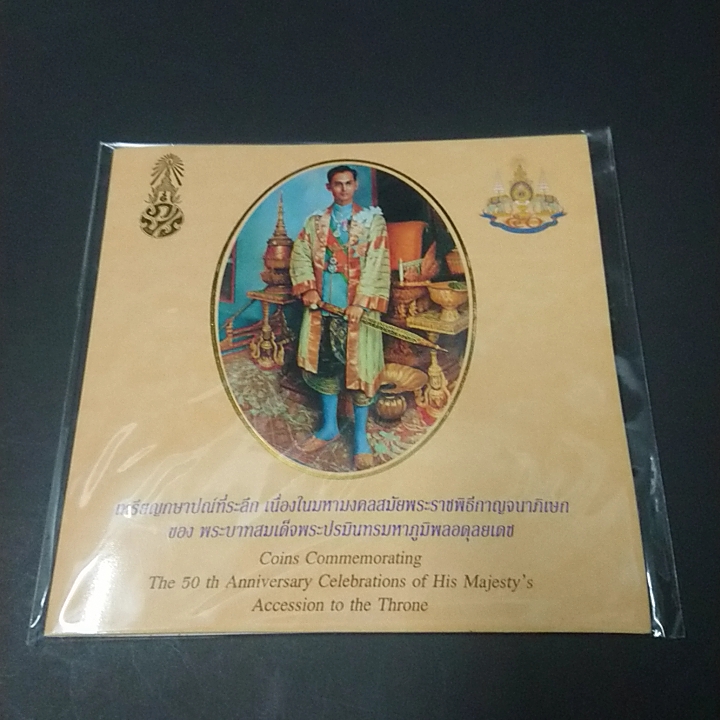 เหรียญกษาปณ์ที่ระลึก เนื่องในมหามงคลสมัยพระราชพิธีกาญจนาภิเษก
ของ พระบาทสมเด็จพระปรมินทรมหาภูมิพลอดุลยเดช
Coins Commemorating
The 50 th Anniversary Celebrations of His Majesty's
Accession to the Throne